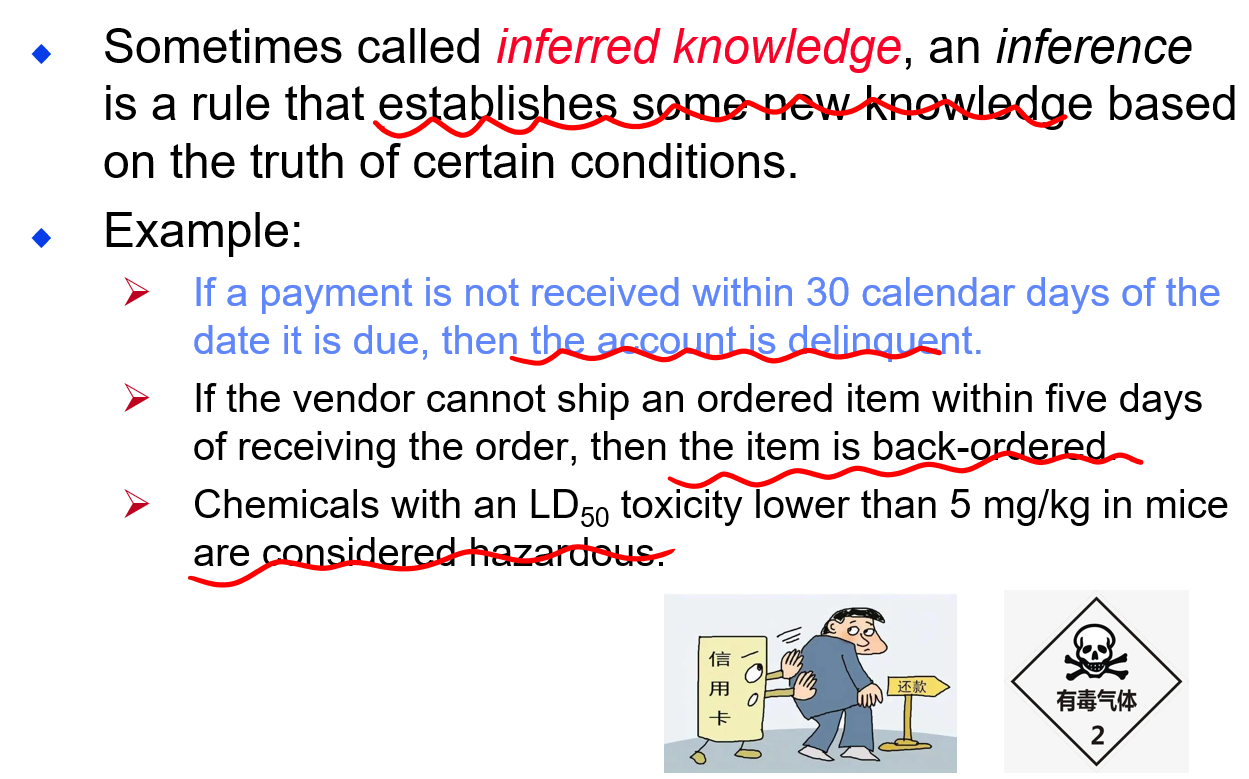 Sometimes called inferred knowledge, an inference
is a rule that establishes some new knowledge based
on the truth of certain conditions.
Example:
If a payment is not received within 30 calendar days of the
date it is due, then the account is delinquent.
If the vendor cannot ship an ordered item within five days
of receiving the order, then the item is back-ordered.
Chemicals with an LD50 toxicity lower than 5 mg/kg in mice
are considered hazardous.
信
用
卡
还款
有毒气体
2